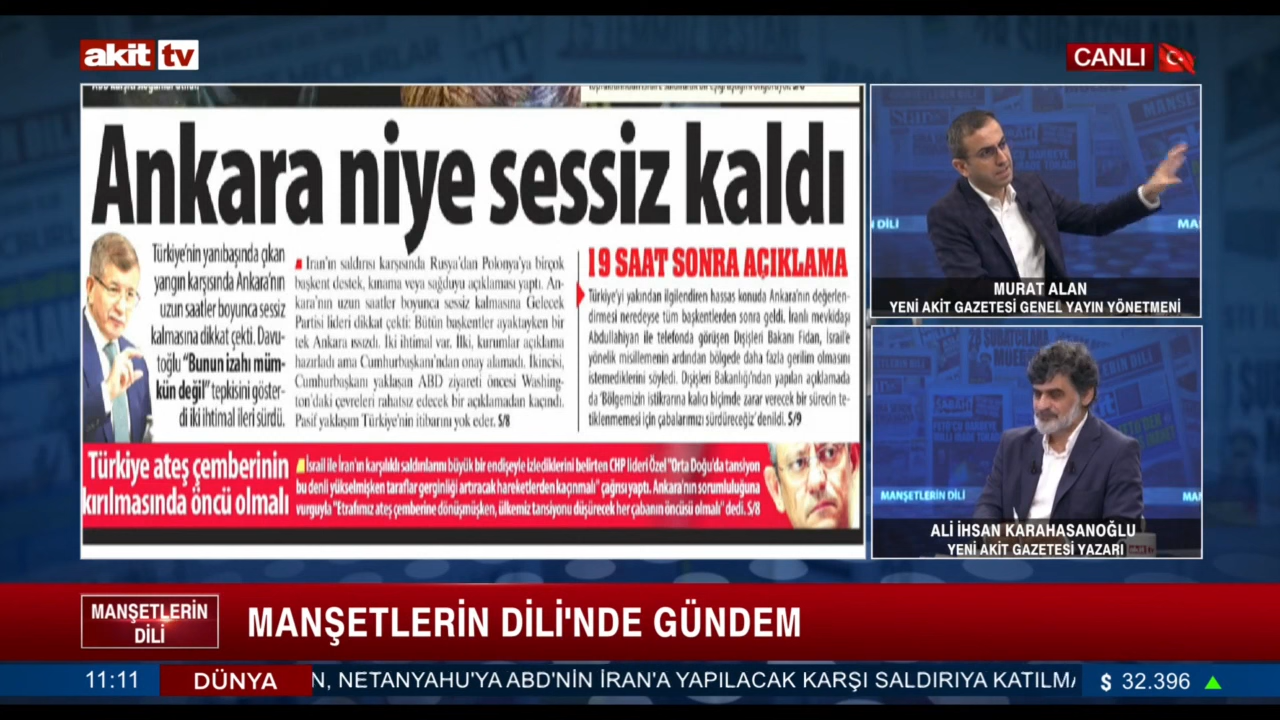 akit tv
CANLI
Ankara niye sessiz kaldı
Türkiye'nin yanıbaşında çıkan
yangın karşısında Ankara'nın
uzun saatler boyunca sessiz
kalmasına dikkat çekti. Davu-
toğlu "Bunun izahı müm-
kün değil" tepkisini göster-
di iki ihtimal ileri sürdü.
İran'ın saldırısı karşısında Rusya'dan Polonya'ya birçok
başkent destek, kınama veya sağduyu açıklaması yaptı. An-
kara'nın uzun saatler boyunca sessiz kalmasına Gelecek
Partisi lideri dikkat çekti: Bütün başkentler ayaktayken bir
tek Ankara ıssızdı. İki ihtimal var. İlki, kurumlar açıklama
hazırladı ama Cumhurbaşkanı'ndan onay alamadı. İkincisi,
Cumhurbaşkanı yaklaşan ABD ziyareti öncesi Washing-
ton'daki çevreleri rahatsız edecek bir açıklamadan kaçındı.
Pasif yaklaşım Türkiye'nin itibarını yok eder. S/8
19 SAAT SONRA AÇIKLAMA
Türkiye'yi yakından ilgilendiren hassas konuda Ankara'nın değerlen-
dirmesi neredeyse tüm başkentlerden sonra geldi. İranlı mevkidaşı
Abdullahiyan ile telefonda görüşen Dışişleri Bakanı Fidan, İsrail'e
yönelik misillemenin ardından bölgede daha fazla gerilim olmasını
istemediklerini söyledi. Dışişleri Bakanlığı'ndan yapılan açıklamada
da 'Bölgemizin istikrarına kalıcı biçimde zarar verecek bir sürecin te-
tiklenmemesi için çabalarımızı sürdüreceğiz' denildi. S/9
Türkiye ateş çemberinin
kırılmasında öncü olmalı
İsrail ile İran'ın karşılıklı saldırılarını büyük bir endişeyle izlediklerini belirten CHP lideri Özel "Orta Doğu'da tansiyon
bu denli yükselmişken taraflar gerginliği artıracak hareketlerden kaçınmalı" çağrısı yaptı. Ankara'nın sorumluluğuna
vurguyla "Etrafımız ateş çemberine dönüşmüşken, ülkemiz tansiyonu düşürecek her çabanın öncüsü olmalı" dedi. S/8
DİLİ
MANŞ
MURAT ALAN
YENİ AKİT GAZETESİ GENEL YAYIN YÖNETMENİ
MANŞETLERİN DİLİ
ALİ İHSAN KARAHASANOĞLU
YENİ AKİT GAZETESİ YAZARI
MANŞETLERİN
DİLİ
MANŞETLERİN DİLİ'NDE GÜNDEM
11:11 DÜNYA N, NETANYAHU'YA ABD'NİN İRAN'A YAPILACAK KARŞI SALDIRIYA KATILMA $ 32.396